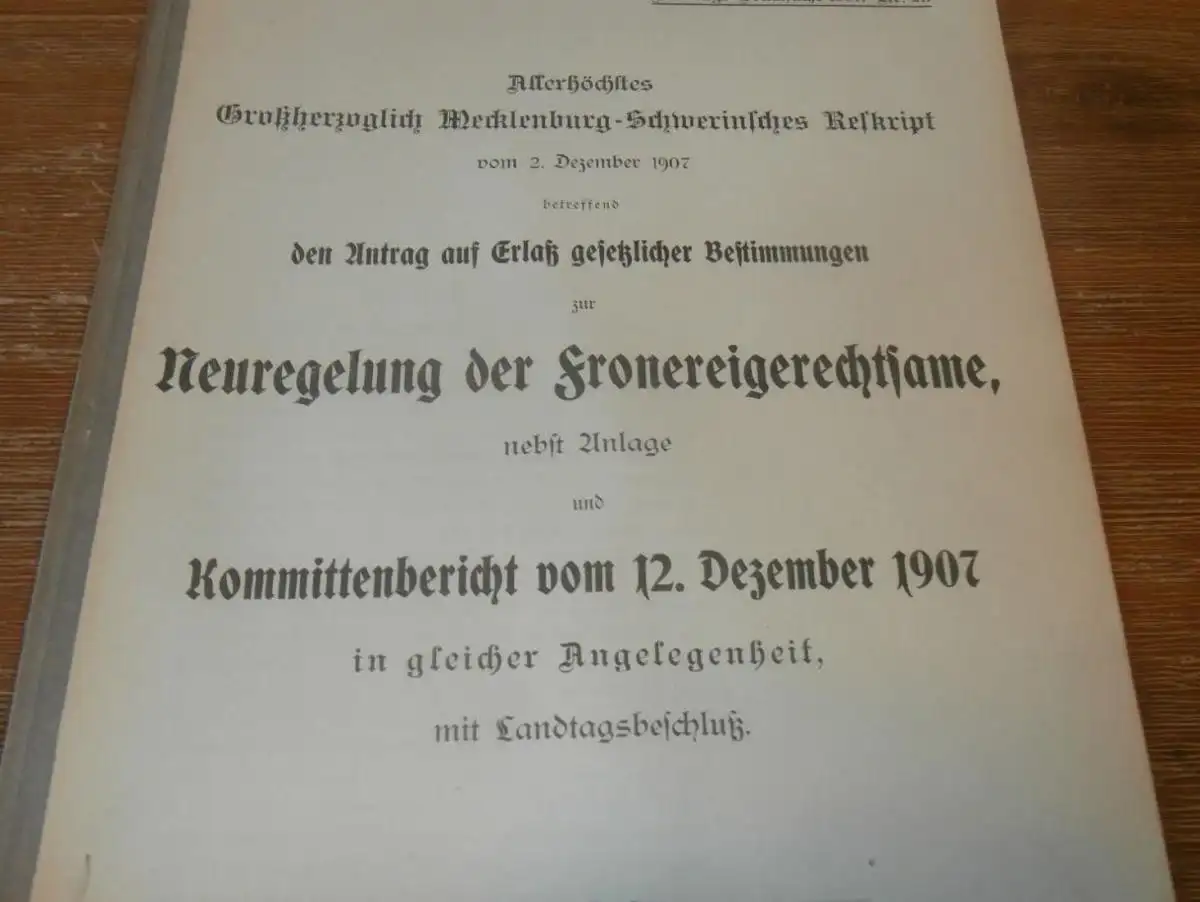 Allerhöchstes
Großherzoglich Mecklenburg-Schwerinsches Reskript
vom 2. Dezember 1907
betreffend
den Antrag auf Erlaß gesetzlicher Bestimmungen
zur
Neuregelung der Fronereigerechtsame,
nebst Anlage
und
Kommittenbericht vom 12. Dezember 1907
in gleicher Angelegenheit,
mit Landtagsbeschluß.